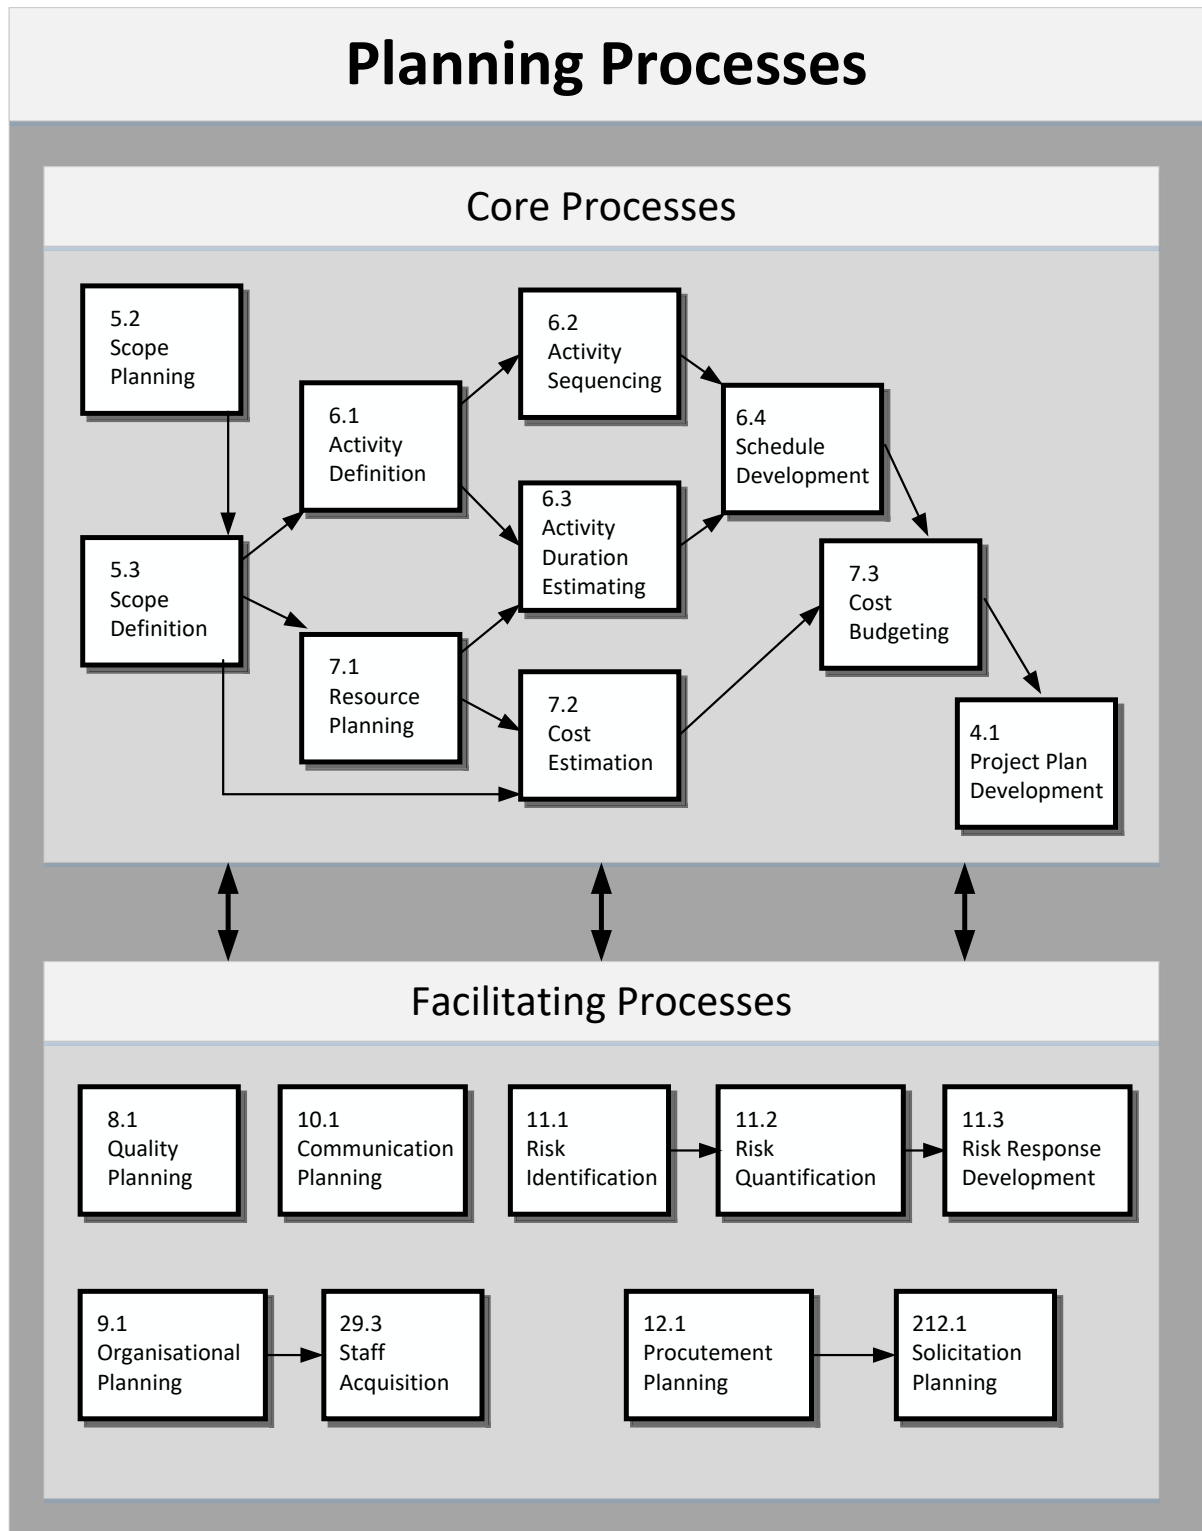 Planning Processes
Core Processes
5.2
Scope
Planning
5.3
Scope
Definition
6.1
Activity
Definition
7.1
Resource
Planning
6.2
Activity
Sequencing
6.3
Activity
Duration
Estimating
7.2
Cost
Estimation
6.4
Schedule
Development
7.3
Cost
Budgeting
4.1
Project Plan
Development
Facilitating Processes
8.1
Quality
Planning
10.1
Communication
Planning
11.1
Risk
Identification
11.2
Risk
Quantification
11.3
Risk Response
Development
9.1
Organisational
Planning
29.3
Staff
Acquisition
12.1
Procutement
Planning
212.1
Solicitation
Planning